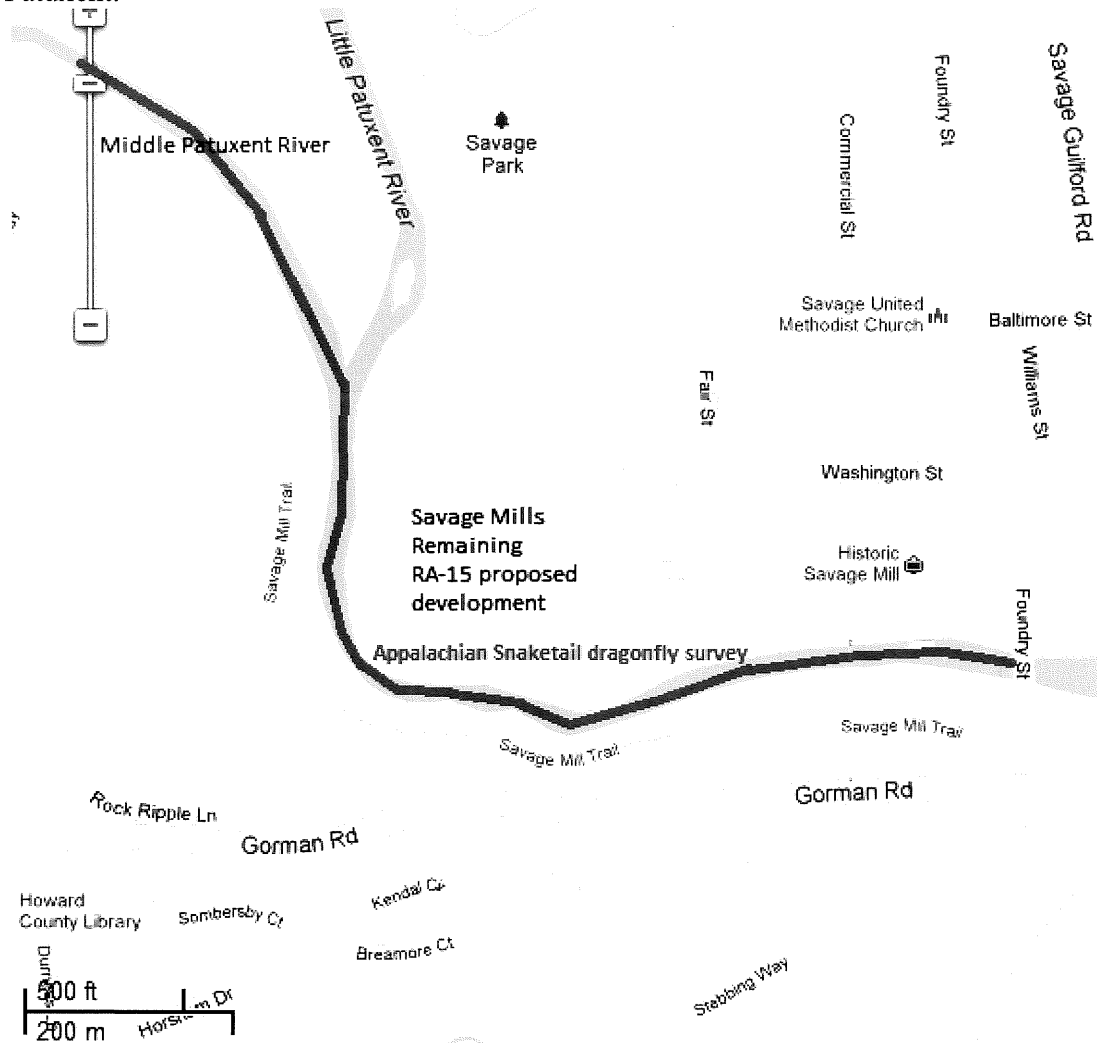 Little Patuxent River
Middle Patuxent River
Savage
Park
Foundry St
Savage Guilford Rd
Commercial St
Savage United
Methodist Church
Baltimore St
Williams St
Fair St
Washington St
Savage Mill Trail
Savage Mills
Remaining
RA-15 proposed
development
Historic
Savage Mill
Foundry St
Appalachian Snaketail dragonfly survey
Savage Mill Trail
Savage Mill Trail
Gorman Rd
Rock Ripple Ln
Gorman Rd
Howard
County Library
Sombersby Ct
Kendal Ct
Breamore Ct
Stebbing Way
500 ft
200 m